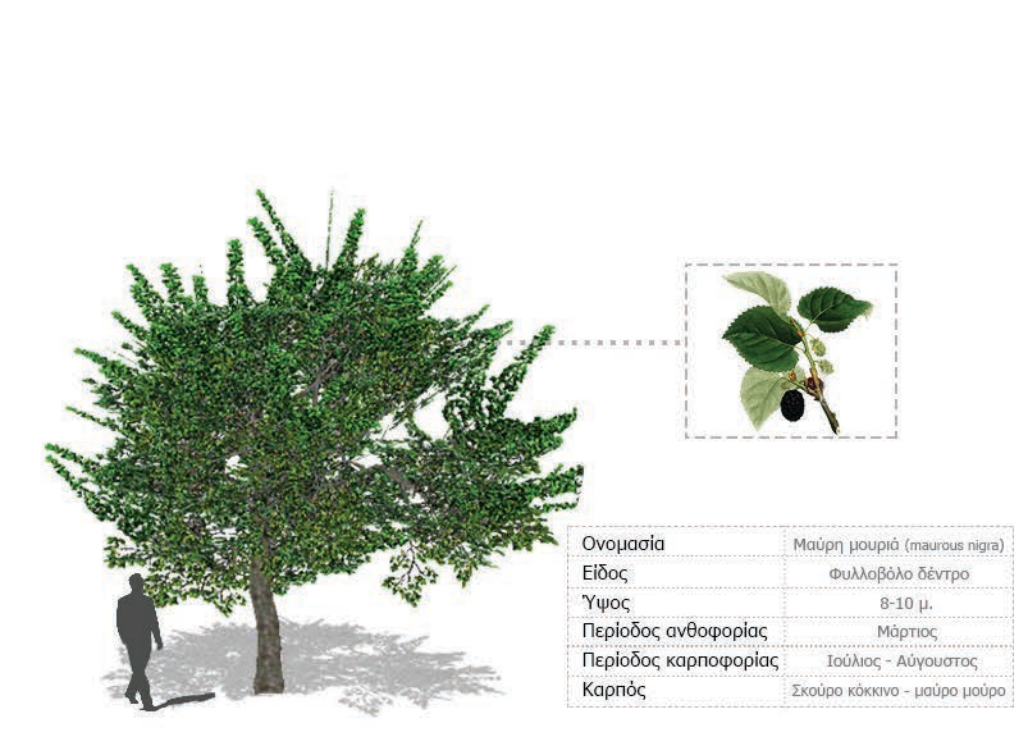 Ονομασία Μαύρη μουριά (maurous nigra)
Είδος Φυλλοβόλο δέντρο
Ύψος 8-10 μ.
Περίοδος ανθοφορίας Μάρτιος
Περίοδος καρποφορίας Ιούλιος - Αύγουστος
Καρπός Σκούρο κόκκινο - μαύρο μούρο